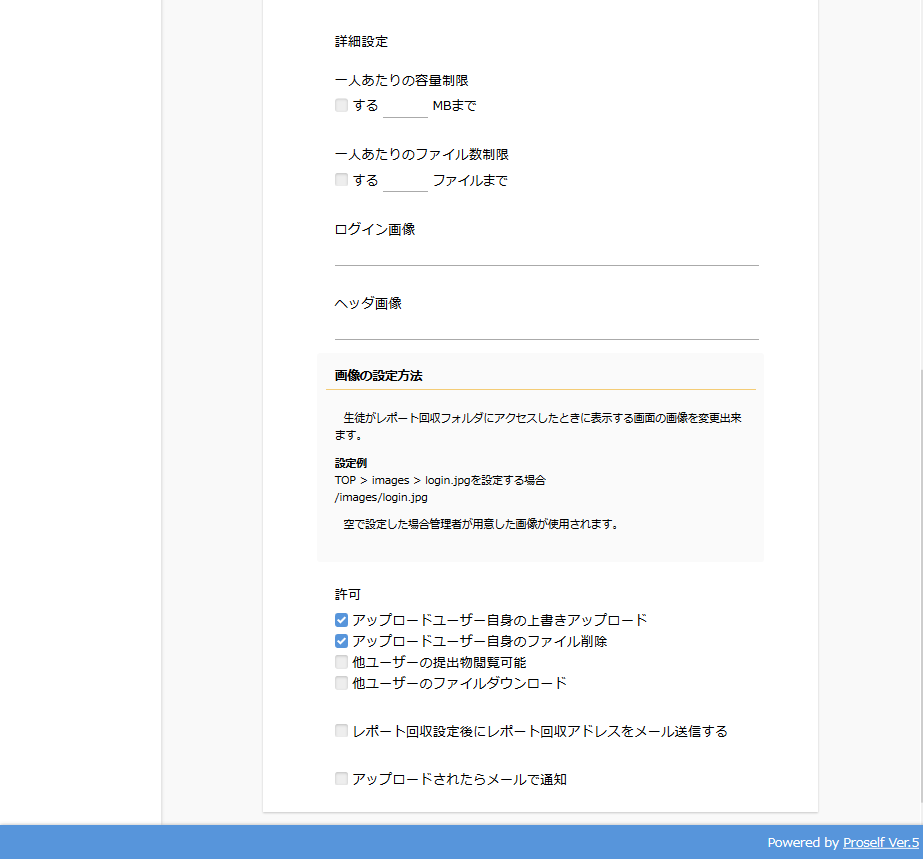 詳細設定
一人あたりの容量制限
する MBまで
一人あたりのファイル数制限
する ファイルまで
ログイン画像
ヘッダ画像
画像の設定方法
生徒がレポート回収フォルダにアクセスしたときに表示する画面の画像を変更出来
ます。
設定例
TOP > images > login.jpgを設定する場合
/images/login.jpg
空で設定した場合管理者が用意した画像が使用されます。
許可
アップロードユーザー自身の上書きアップロード
アップロードユーザー自身のファイル削除
他ユーザーの提出物閲覧可能
他ユーザーのファイルダウンロード
レポート回収設定後にレポート回収アドレスをメール送信する
アップロードされたらメールで通知
Powered by Proself Ver.5